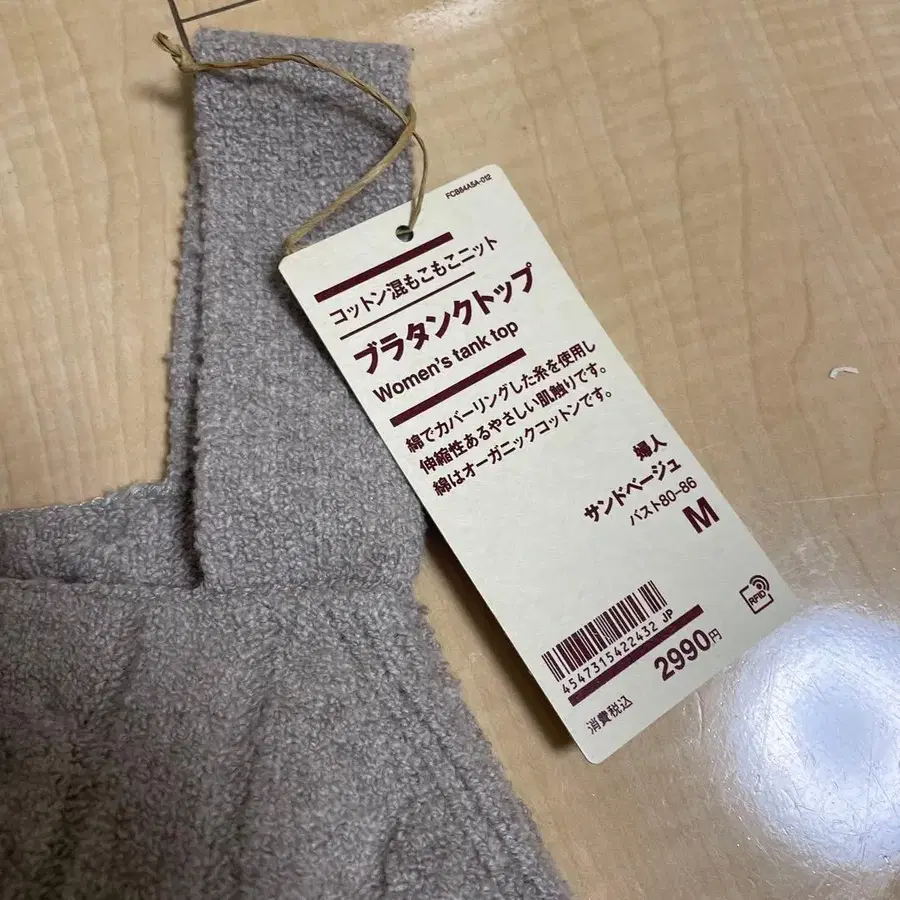 FCB64A5A-012
コットン混もこもこニット
ブラタンクトップ
Women's tank top
綿でカバーリングした糸を使用し
伸縮性あるやさしい肌触りです。
綿はオーガニックコットンです。
婦人
サンドベージュ
バスト80-86
M
4547315422432 JP
RFID
消費税込 2990円